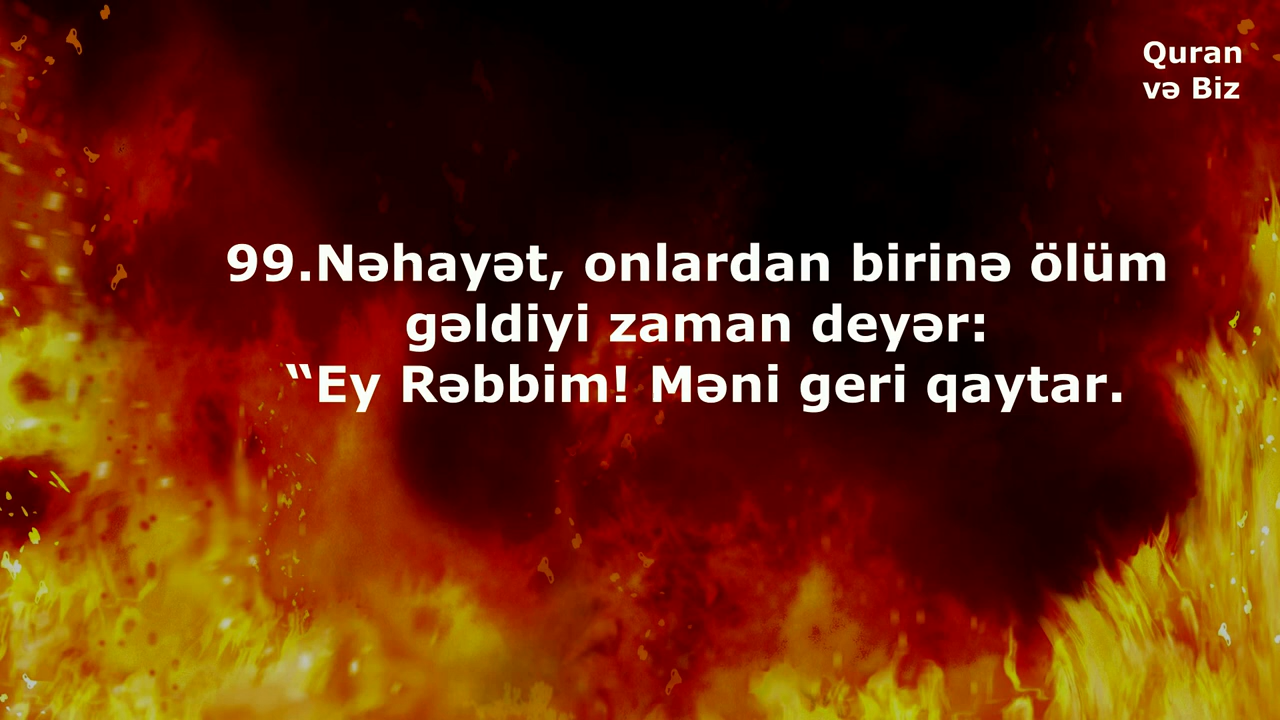 Quran
və Biz
99.Nəhayət, onlardan birinə ölüm
gəldiyi zaman deyər:
“Ey Rəbbim! Məni geri qaytar.